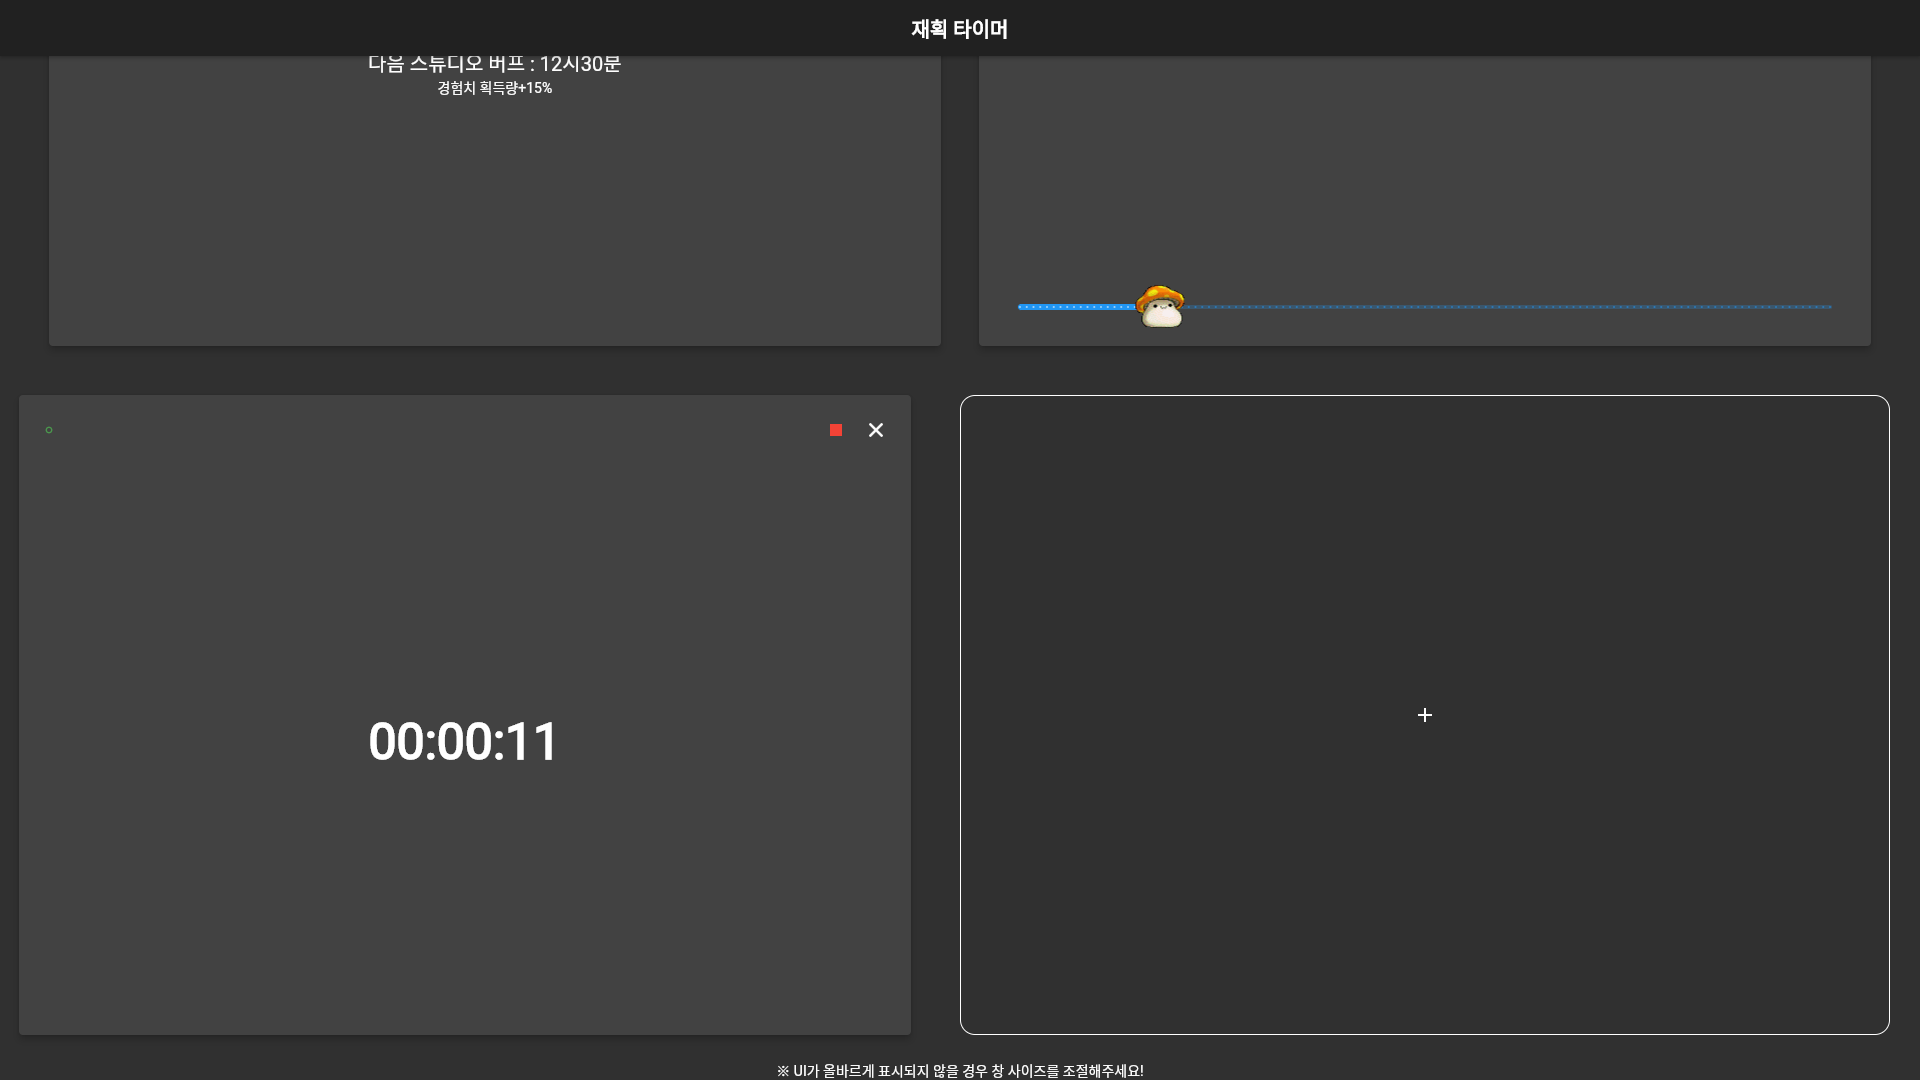 재획 타이머
다음 스튜디오 버프 : 12시30분
경험치 획득량+15%
00:00:11
※ UI가 올바르게 표시되지 않을 경우 창 사이즈를 조절해주세요!